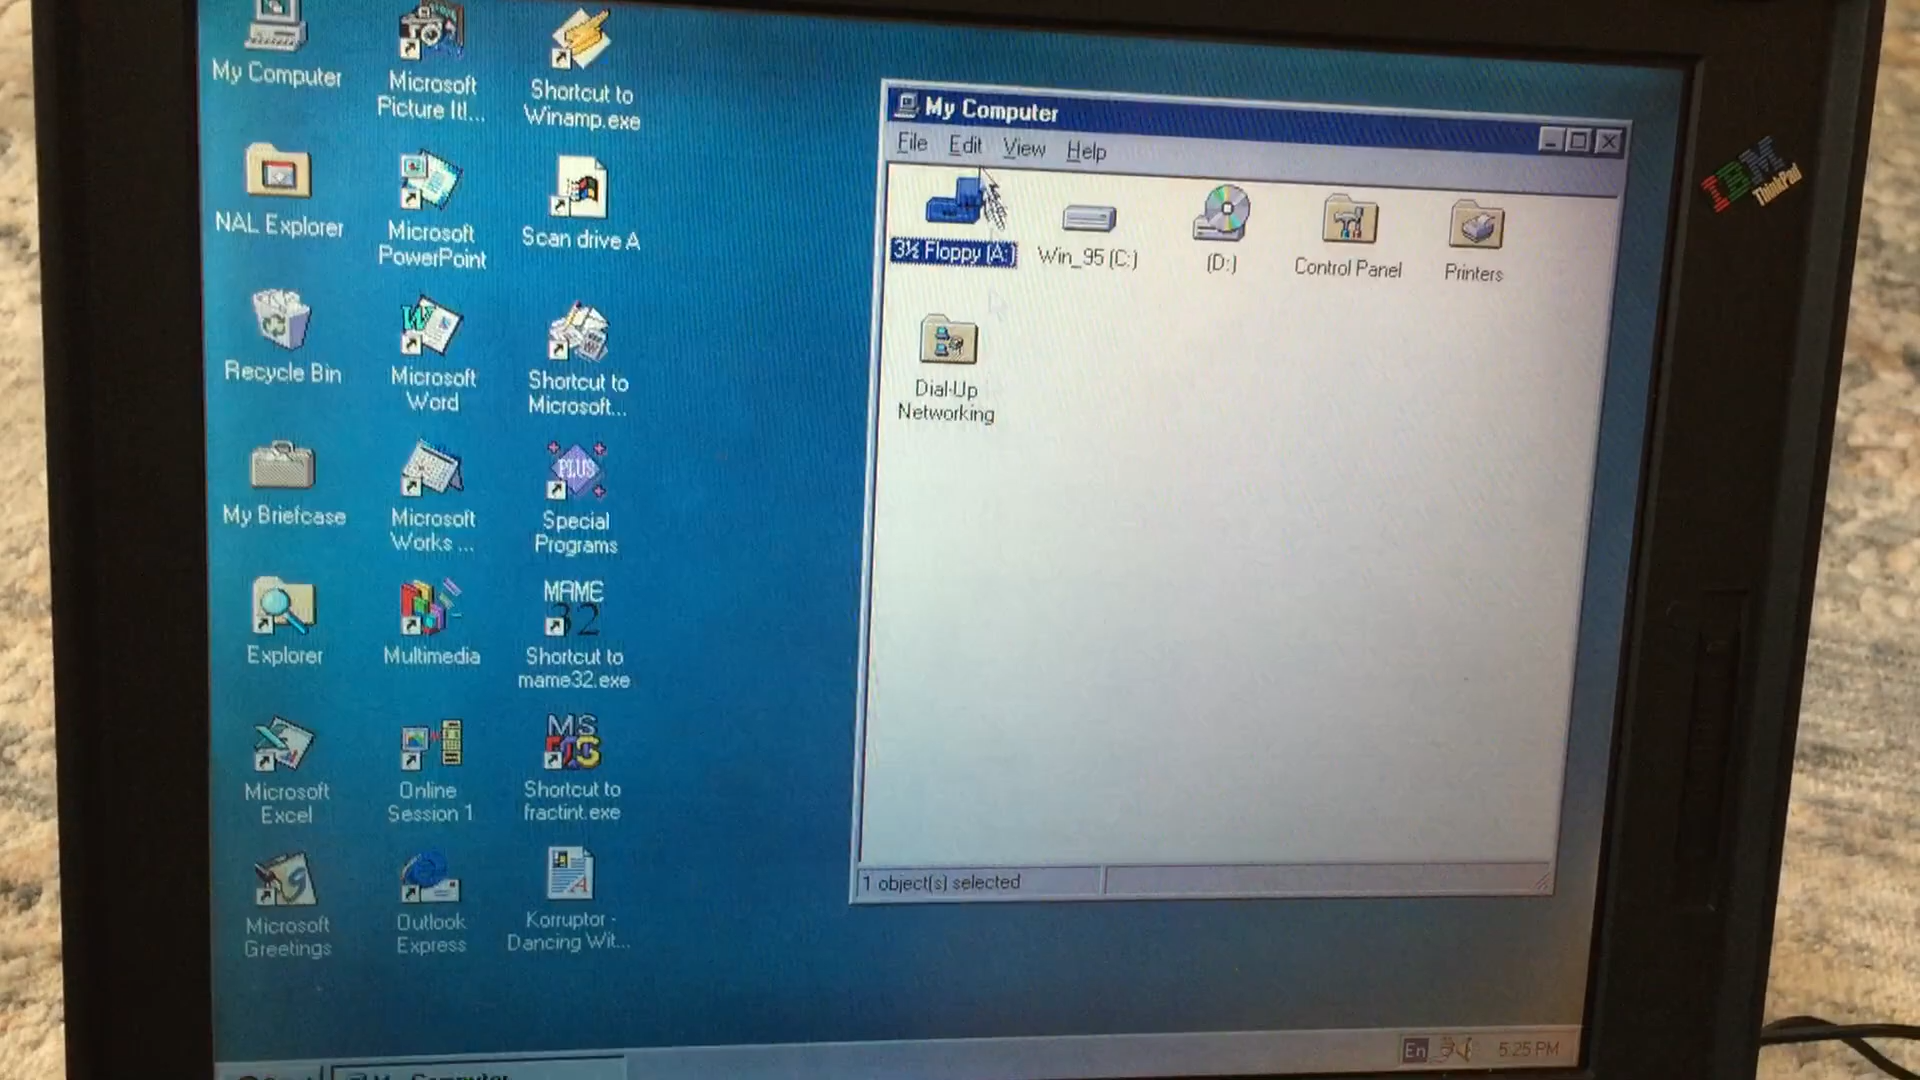 My Computer
Microsoft
Picture It!...
Shortcut to
Winamp.exe
NAL Explorer
Microsoft
PowerPoint
Scan drive A
Recycle Bin
Microsoft
Word
Shortcut to
Microsoft...
My Briefcase
Microsoft
Works ...
PLUS
Special
Programs
Explorer
Multimedia
MAME
32
Shortcut to
mame32.exe
Microsoft
Excel
Online
Session 1
MS
Shortcut to
fractint.exe
Microsoft
Greetings
Outlook
Express
Korruptor -
Dancing Wit...
My Computer
File Edit View Help
3½ Floppy (A:)
Win_95 (C:)
(D:)
Control Panel
Printers
Dial-Up
Networking
1 object(s) selected
My Computer
En
5:25 PM
IBM
ThinkPad